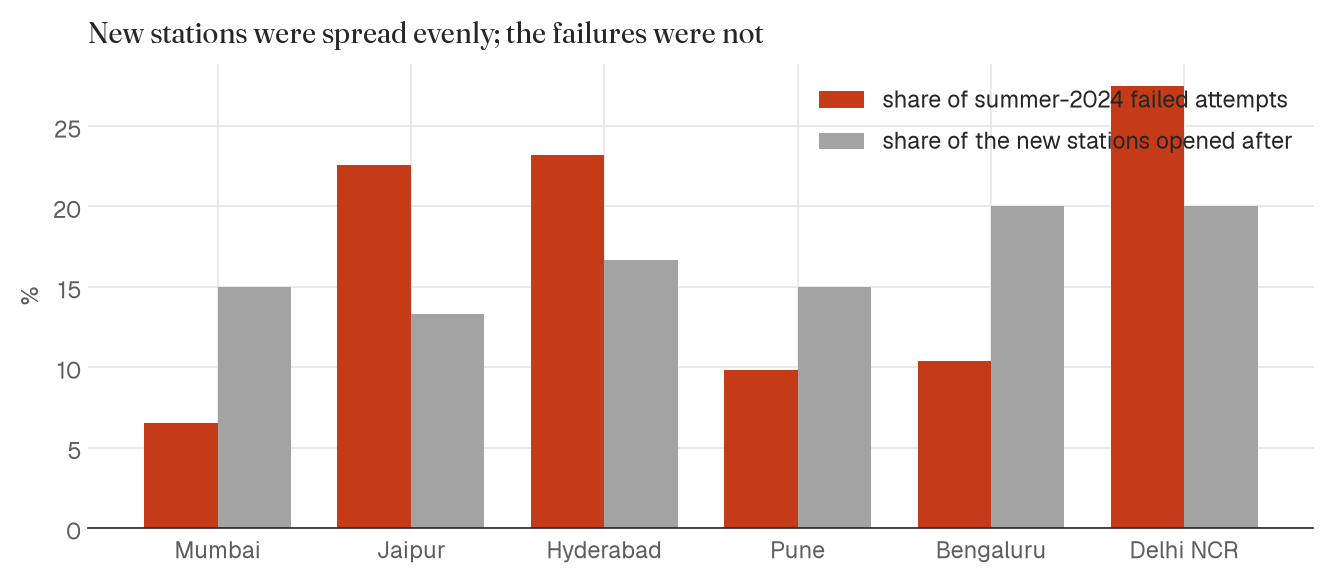 New stations were spread evenly; the failures were not
share of summer-2024 failed attempts
share of the new stations opened after
%
25
20
15
10
5
0
Mumbai Jaipur Hyderabad Pune Bengaluru Delhi NCR